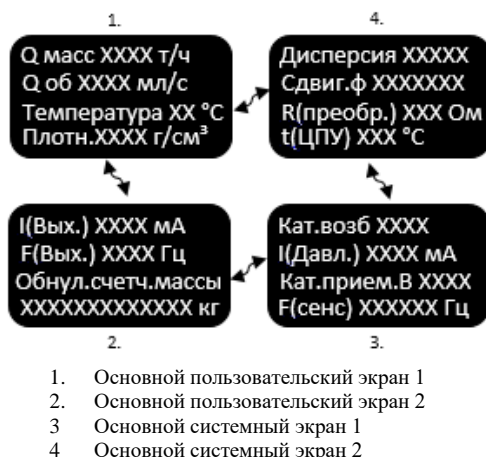 1.
Q масс XXXX т/ч
Q об XXXX мл/с
Температура XX °C
Плотн.XXXX г/см³
4.
Дисперсия XXXXX
Сдвиг.ф XXXXXXX
R(преобр.) XXX Ом
t(ЦПУ) XXX °C
I(Вых.) XXXX мА
F(Вых.) XXXX Гц
Обнул.счетч.массы
XXXXXXXXXXXXX кг
2.
Кат.возб XXXX
I(Давл.) XXXX мА
Кат.прием.В XXXX
F(сенс) XXXXXX Гц
3.
1. Основной пользовательский экран 1
2. Основной пользовательский экран 2
3 Основной системный экран 1
4 Основной системный экран 2